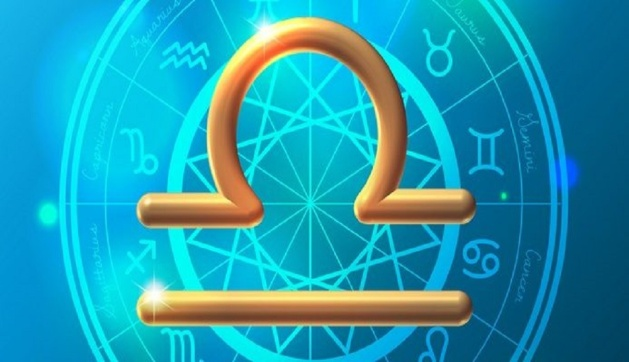 Aquarius
Taurus
Capricorn
Gemini
Sagittarius
Cancer